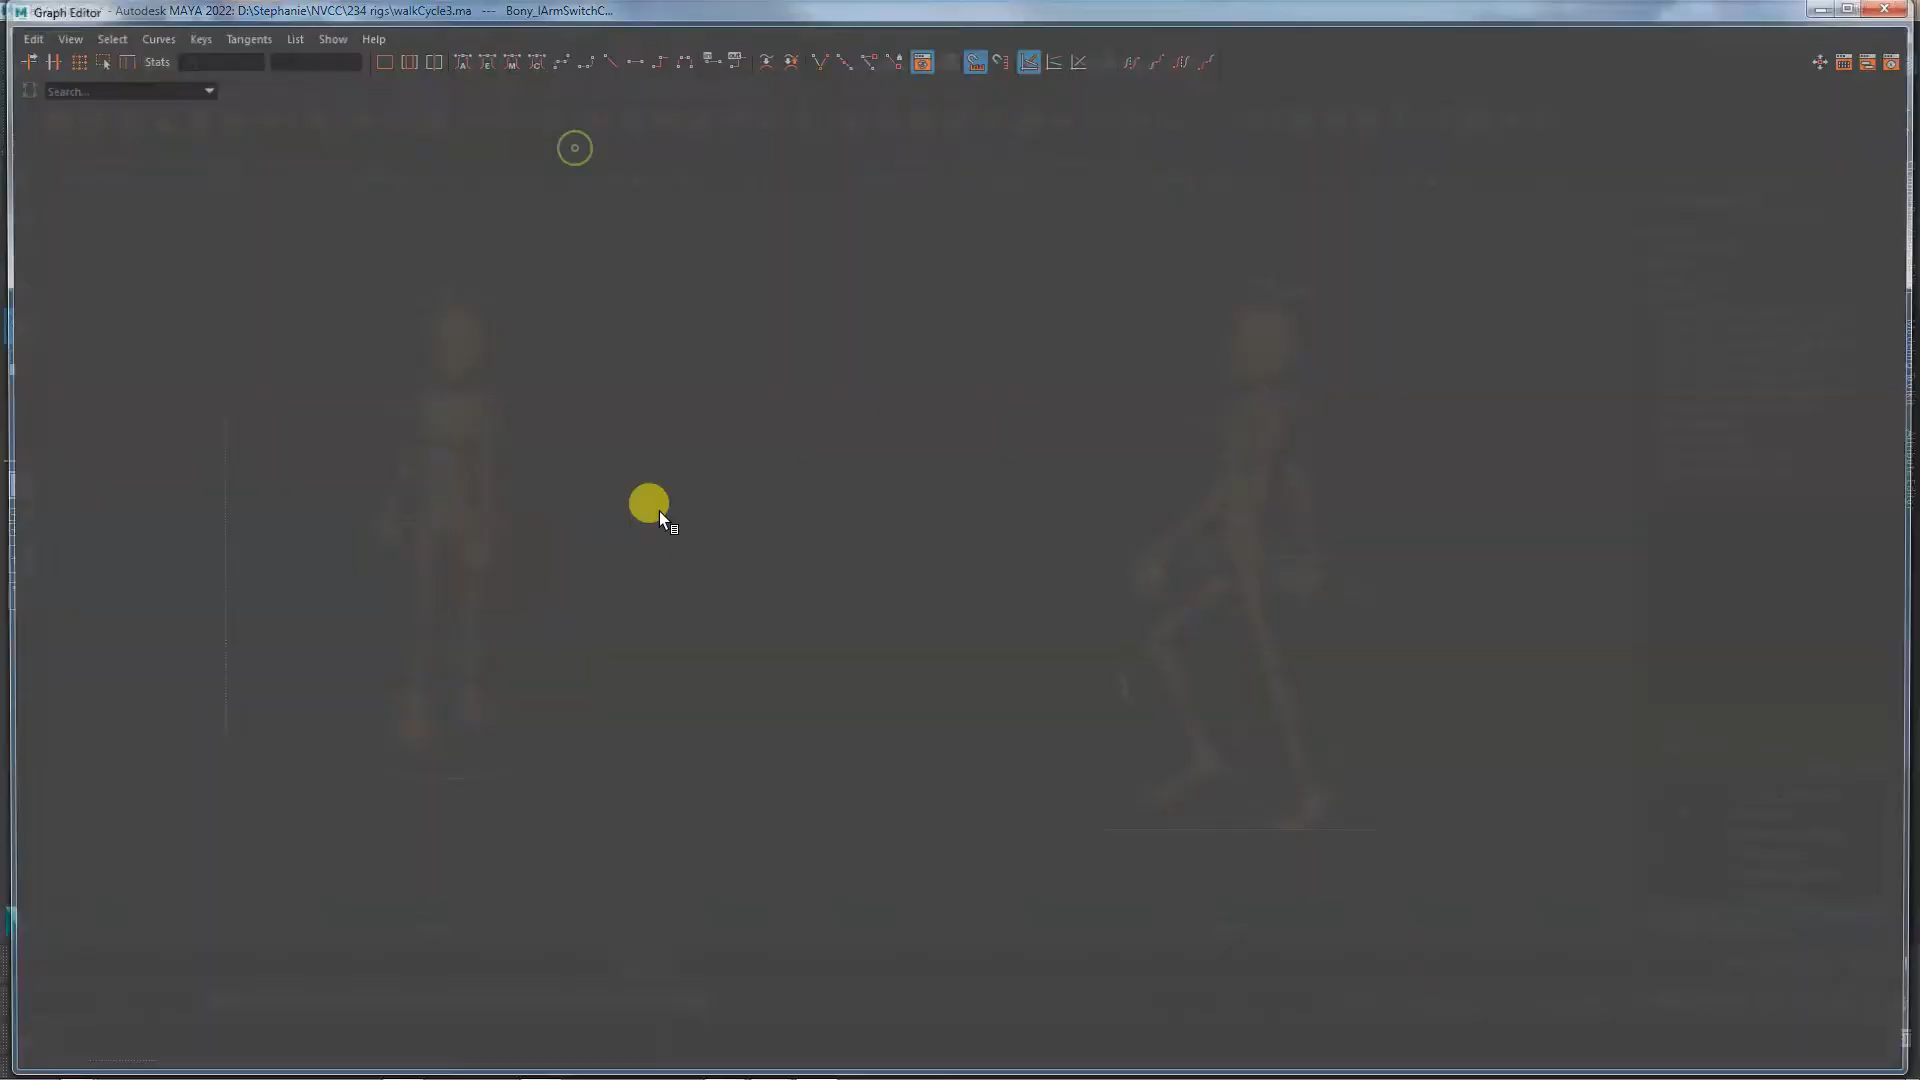 Graph Editor - Autodesk MAYA 2022: D:\Stephanie\NVCC\234 rigs\walkCycle3.ma --- Bony_lArmSwitchC...
Edit View Select Curves Keys Tangents List Show Help
Stats
Search...